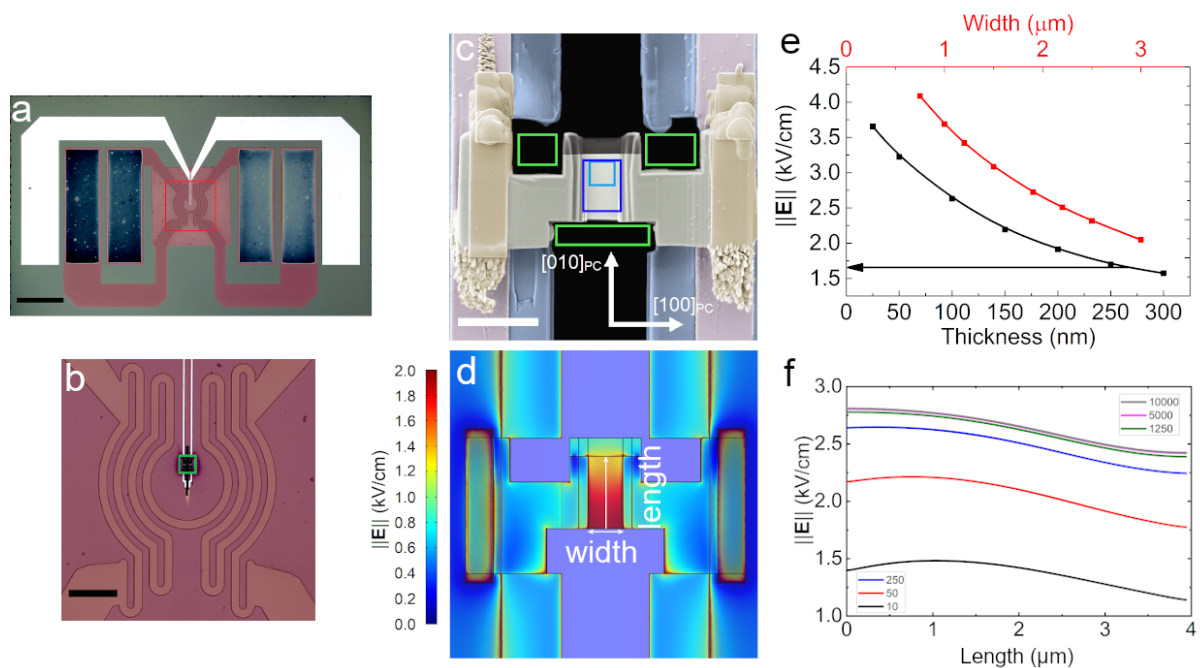 a
b
||E|| (kV/cm)
2.0
1.8
1.6
1.4
1.2
1.0
0.8
0.6
0.4
0.2
0.0
c
[010]PC
[100]PC
d
length
width
e
Width (μm)
0 1 2 3
||E|| (kV/cm)
4.5
4.0
3.5
3.0
2.5
2.0
1.5
0 50 100 150 200 250 300
Thickness (nm)
f
||E|| (kV/cm)
3.0
2.5
2.0
1.5
1.0
10000
5000
1250
250
50
10
0 1 2 3 4
Length (μm)